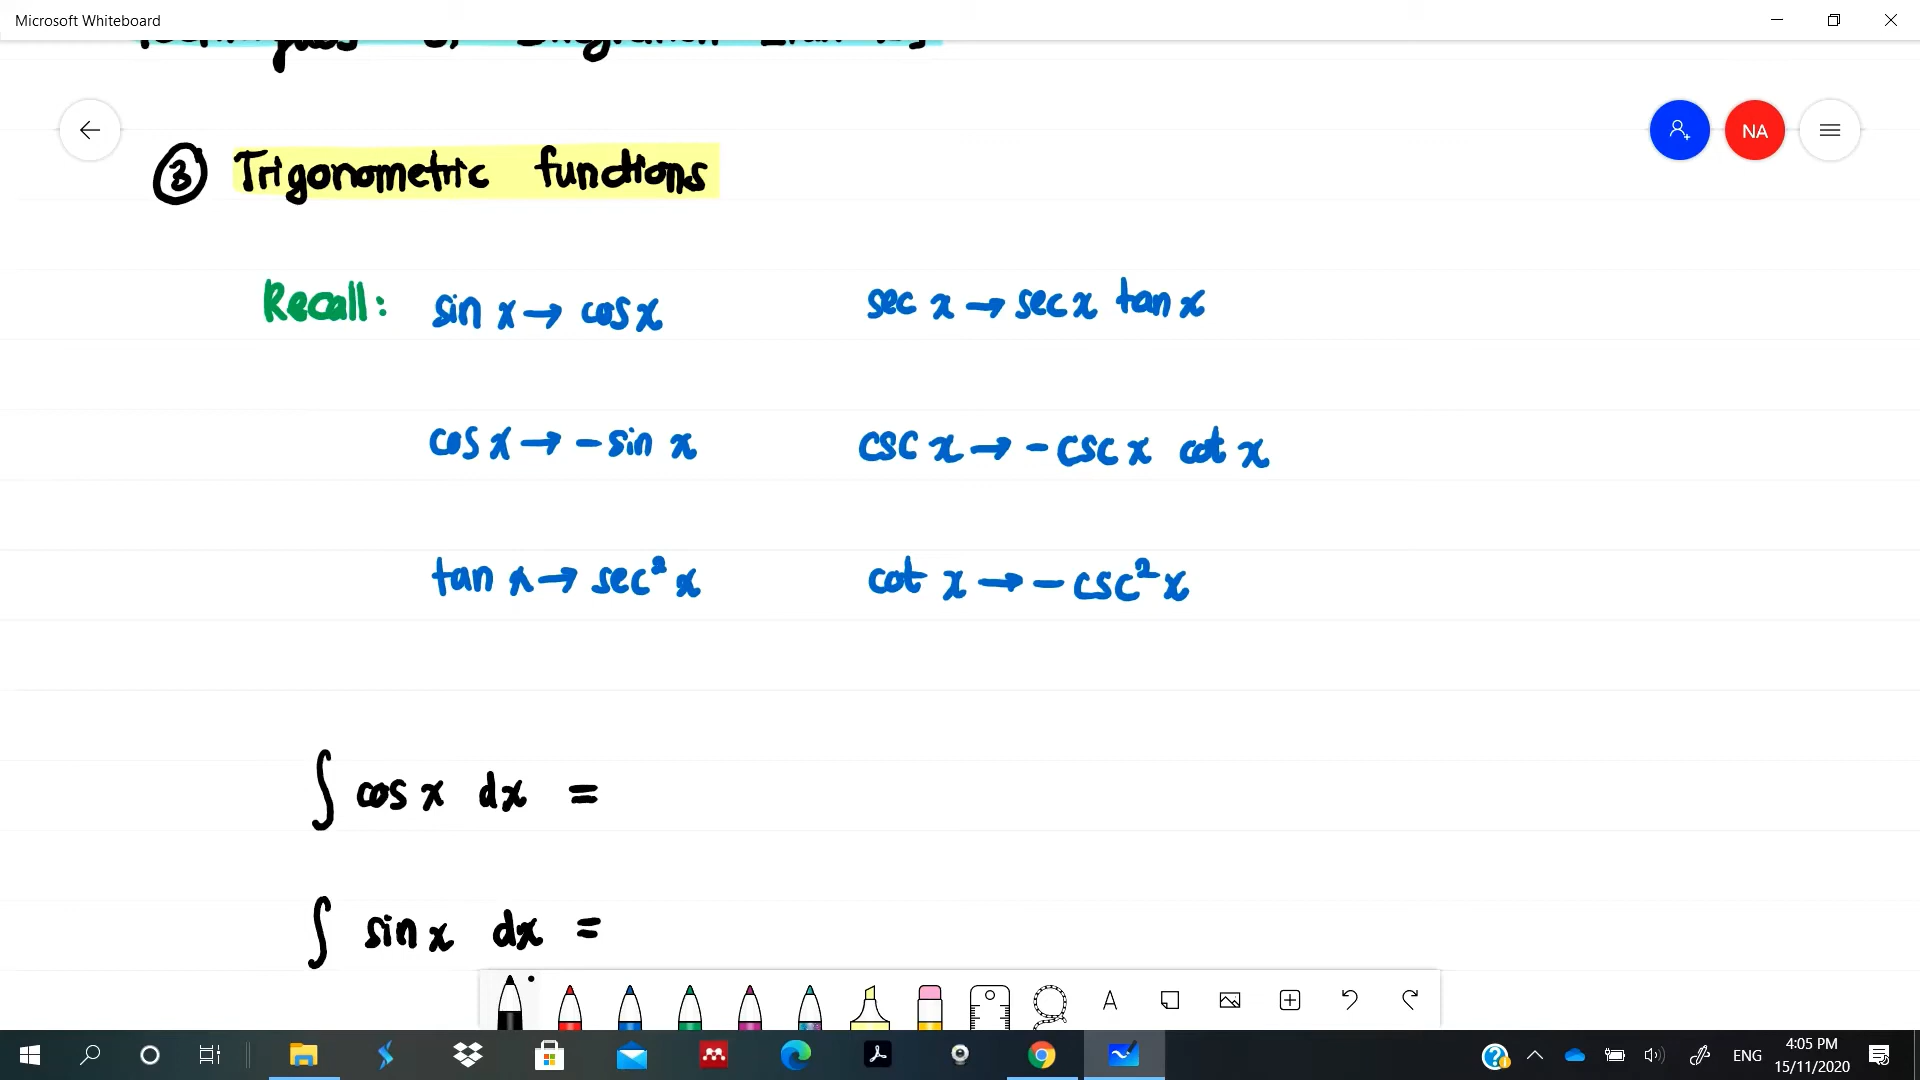 Microsoft Whiteboard
③ Trigonometric functions
NA
Recall: sin x → cos x sec x → sec x tan x
cos x → - sin x csc x → - csc x cot x
tan x → sec² x cot x → - csc² x
∫ cos x dx =
∫ sin x dx =
A
ENG
4:05 PM
15/11/2020